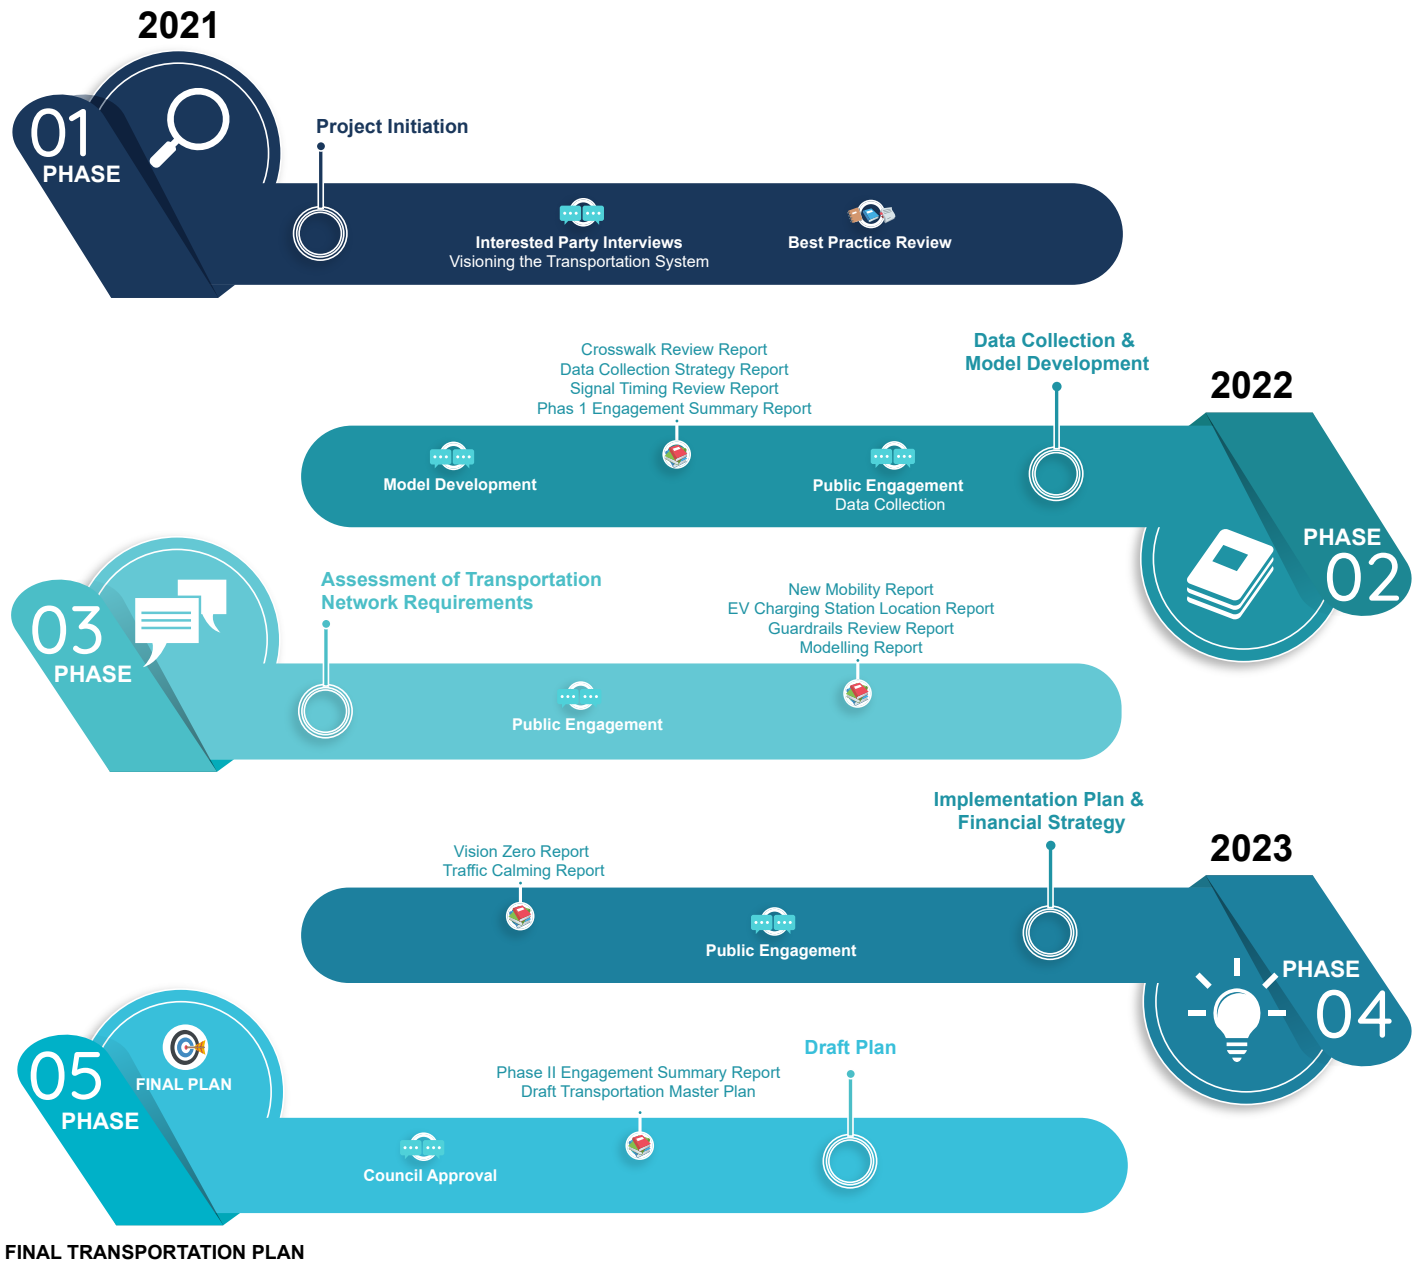 2021
01
PHASE
Project Initiation
Interested Party Interviews
Visioning the Transportation System
Best Practice Review
2022
PHASE
02
Data Collection &
Model Development
Public Engagement
Data Collection
Crosswalk Review Report
Data Collection Strategy Report
Signal Timing Review Report
Phas 1 Engagement Summary Report
Model Development
03
PHASE
Assessment of Transportation
Network Requirements
Public Engagement
New Mobility Report
EV Charging Station Location Report
Guardrails Review Report
Modelling Report
2023
PHASE
04
Implementation Plan &
Financial Strategy
Public Engagement
Vision Zero Report
Traffic Calming Report
05
PHASE
FINAL PLAN
Draft Plan
Phase II Engagement Summary Report
Draft Transportation Master Plan
Council Approval
FINAL TRANSPORTATION PLAN